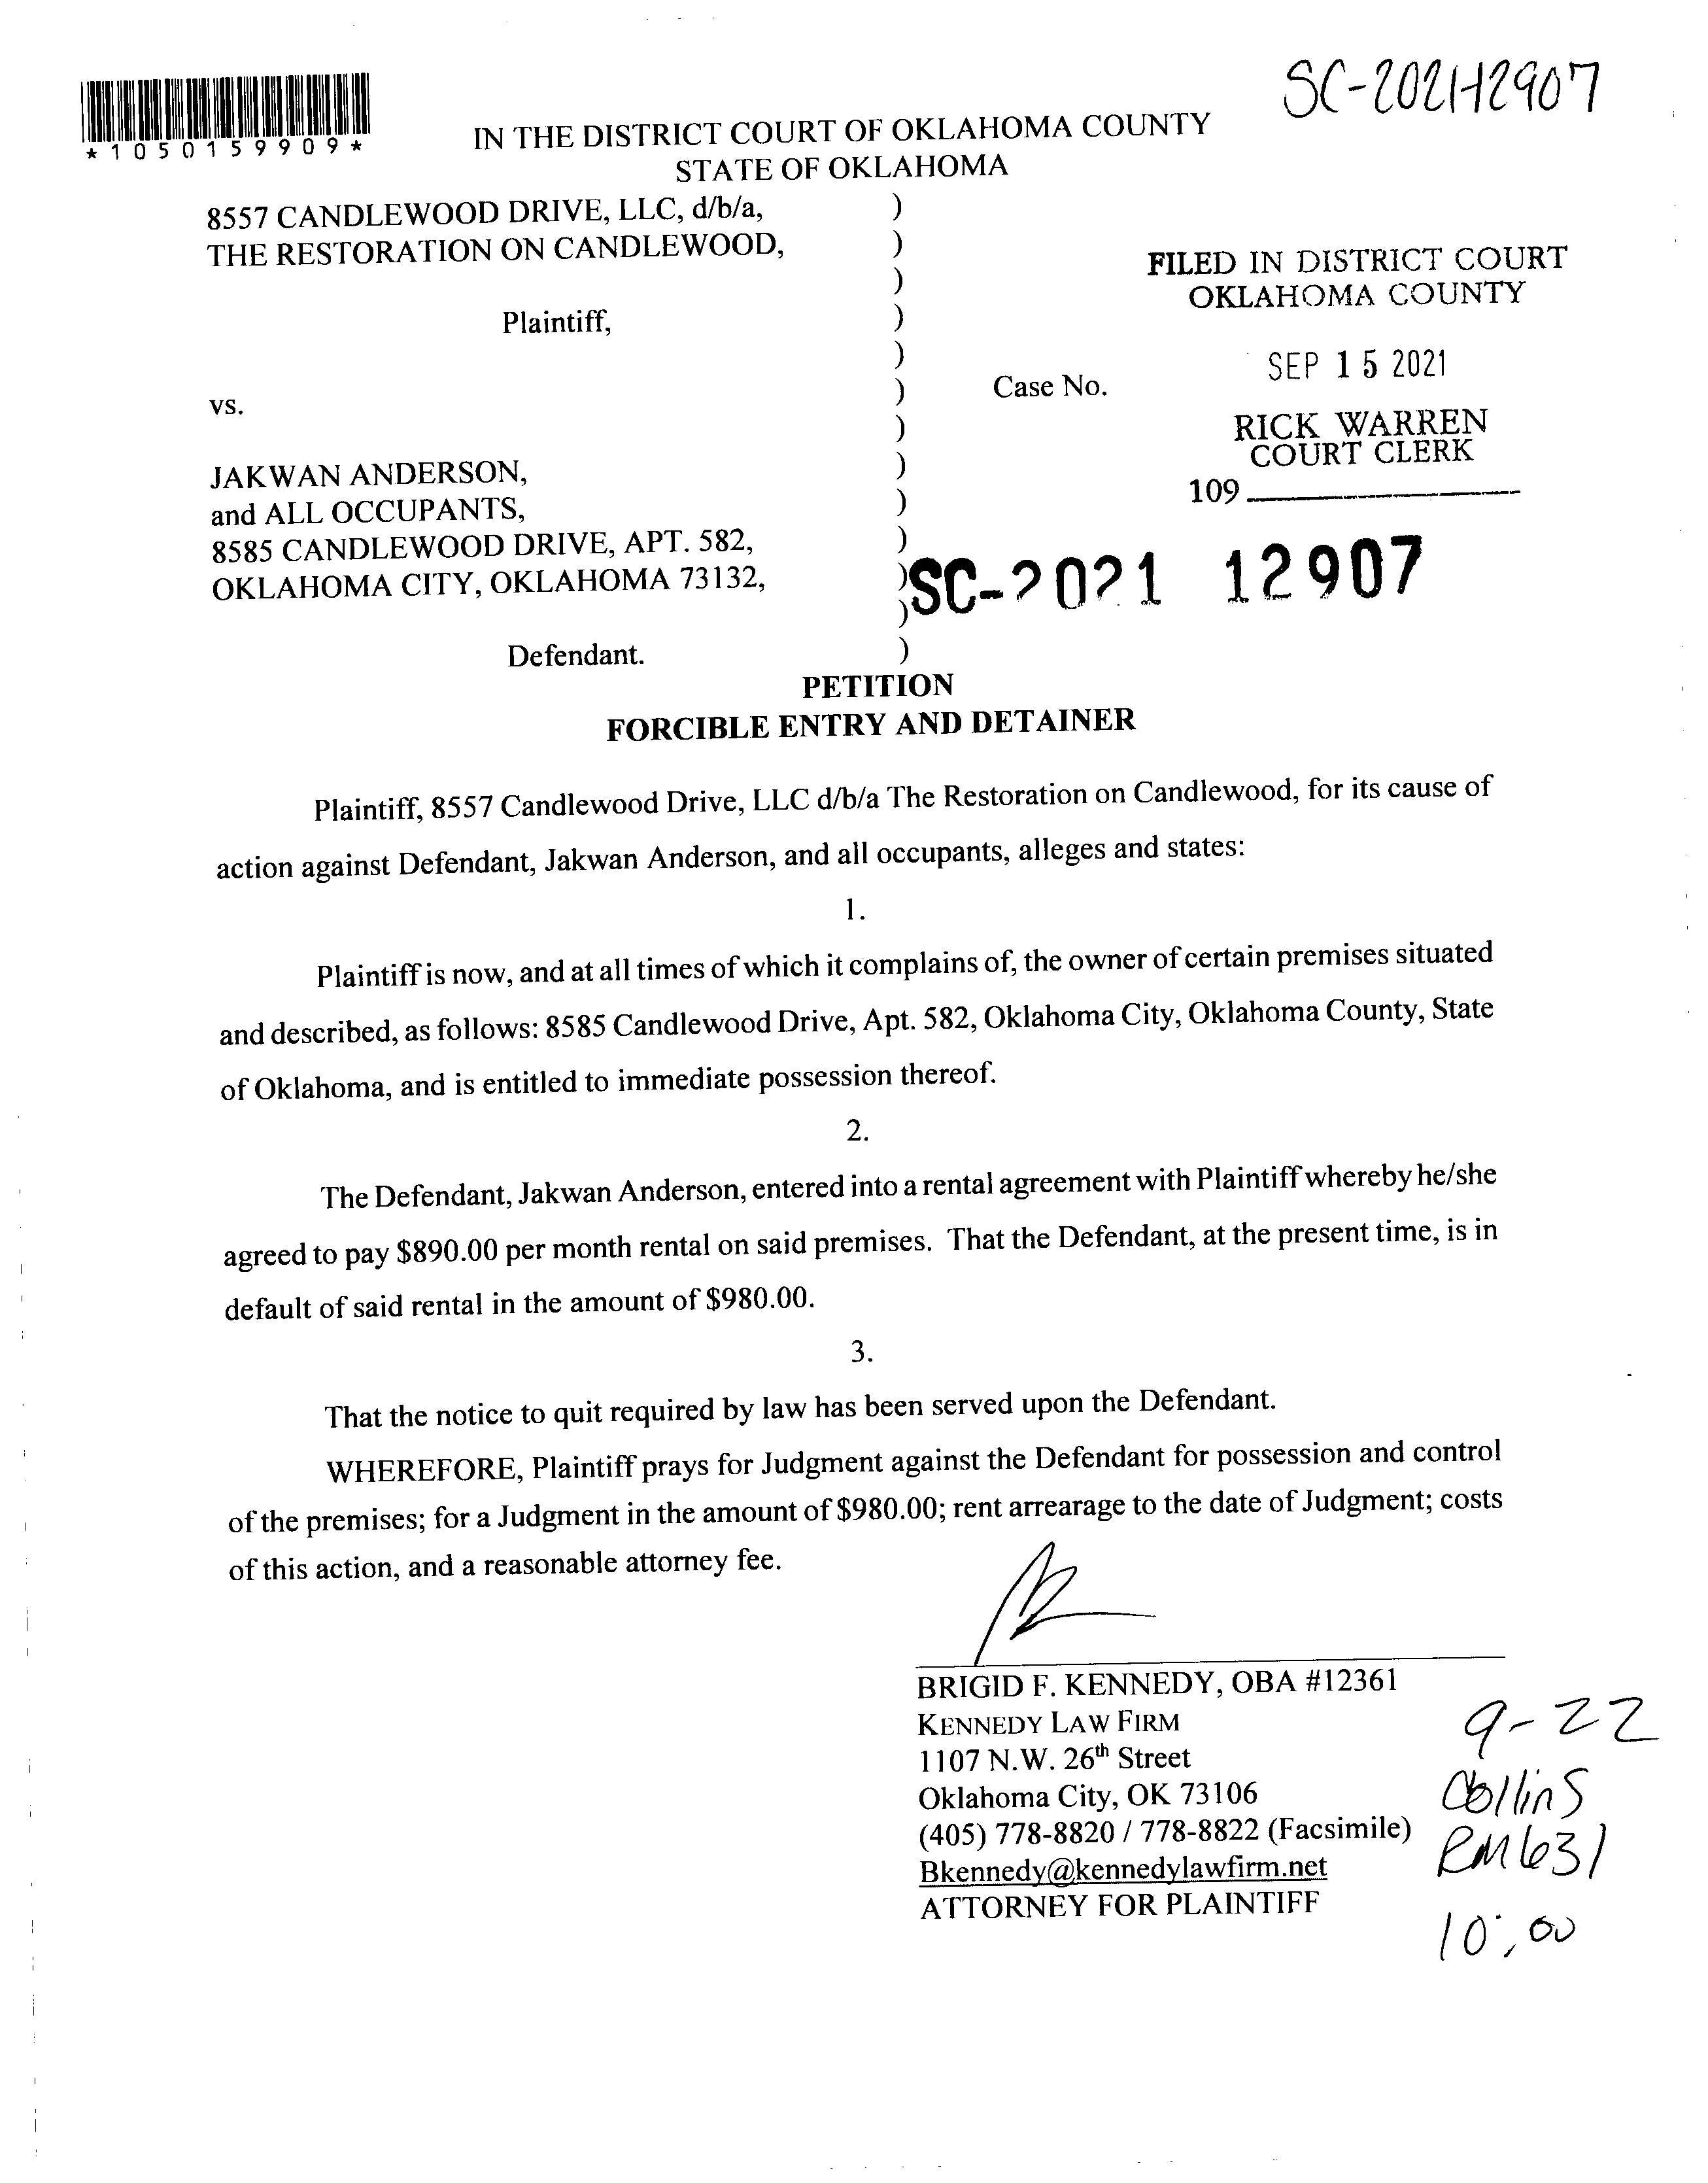 SC-2021-12907
*1050159909*
IN THE DISTRICT COURT OF OKLAHOMA COUNTY
STATE OF OKLAHOMA
8557 CANDLEWOOD DRIVE, LLC, d/b/a, )
THE RESTORATION ON CANDLEWOOD, )
)
Plaintiff, )
)
vs. )
)
JAKWAN ANDERSON, )
and ALL OCCUPANTS, )
8585 CANDLEWOOD DRIVE, APT. 582, )
OKLAHOMA CITY, OKLAHOMA 73132, )
)
Defendant. )
FILED IN DISTRICT COURT
OKLAHOMA COUNTY
SEP 15 2021
Case No.
RICK WARREN
COURT CLERK
109
SC-2021 12907
PETITION
FORCIBLE ENTRY AND DETAINER
Plaintiff, 8557 Candlewood Drive, LLC d/b/a The Restoration on Candlewood, for its cause of
action against Defendant, Jakwan Anderson, and all occupants, alleges and states:
1.
Plaintiff is now, and at all times of which it complains of, the owner of certain premises situated
and described, as follows: 8585 Candlewood Drive, Apt. 582, Oklahoma City, Oklahoma County, State
of Oklahoma, and is entitled to immediate possession thereof.
2.
The Defendant, Jakwan Anderson, entered into a rental agreement with Plaintiff whereby he/she
agreed to pay $890.00 per month rental on said premises. That the Defendant, at the present time, is in
default of said rental in the amount of $980.00.
3.
That the notice to quit required by law has been served upon the Defendant.
WHEREFORE, Plaintiff prays for Judgment against the Defendant for possession and control
of the premises; for a Judgment in the amount of $980.00; rent arrearage to the date of Judgment; costs
of this action, and a reasonable attorney fee.
BRIGID F. KENNEDY, OBA #12361
KENNEDY LAW FIRM
1107 N.W. 26th Street
Oklahoma City, OK 73106
(405) 778-8820 / 778-8822 (Facsimile)
Bkennedy@kennedylawfirm.net
ATTORNEY FOR PLAINTIFF
9-22
Collins
RM 631
10:00